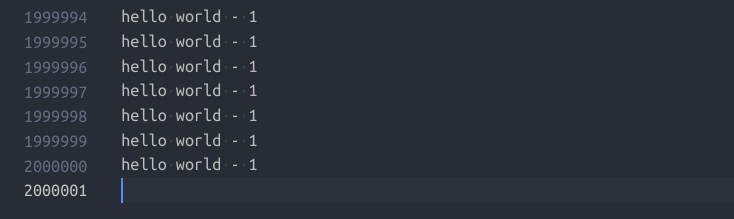 1999994 hello world - 1
1999995 hello world - 1
1999996 hello world - 1
1999997 hello world - 1
1999998 hello world - 1
1999999 hello world - 1
2000000 hello world - 1
2000001